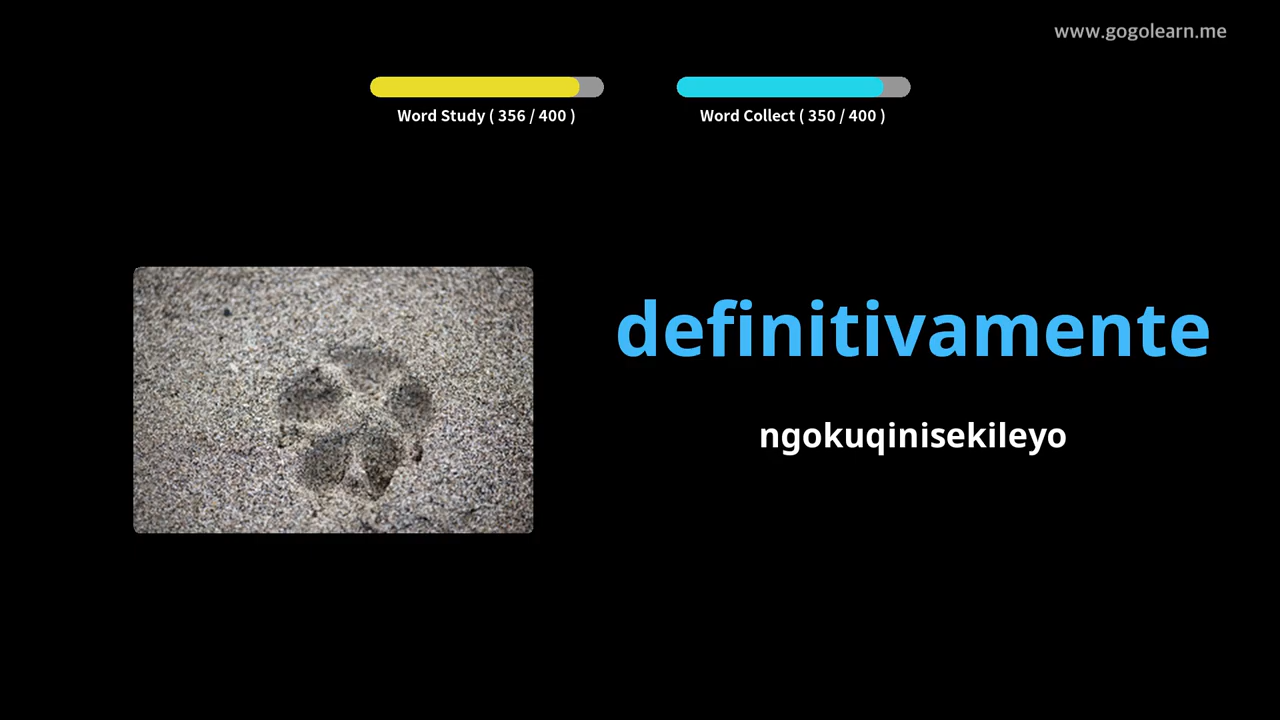 www.gogolearn.me
Word Study ( 356 / 400 )
Word Collect ( 350 / 400 )
definitivamente
ngokuqinisekileyo